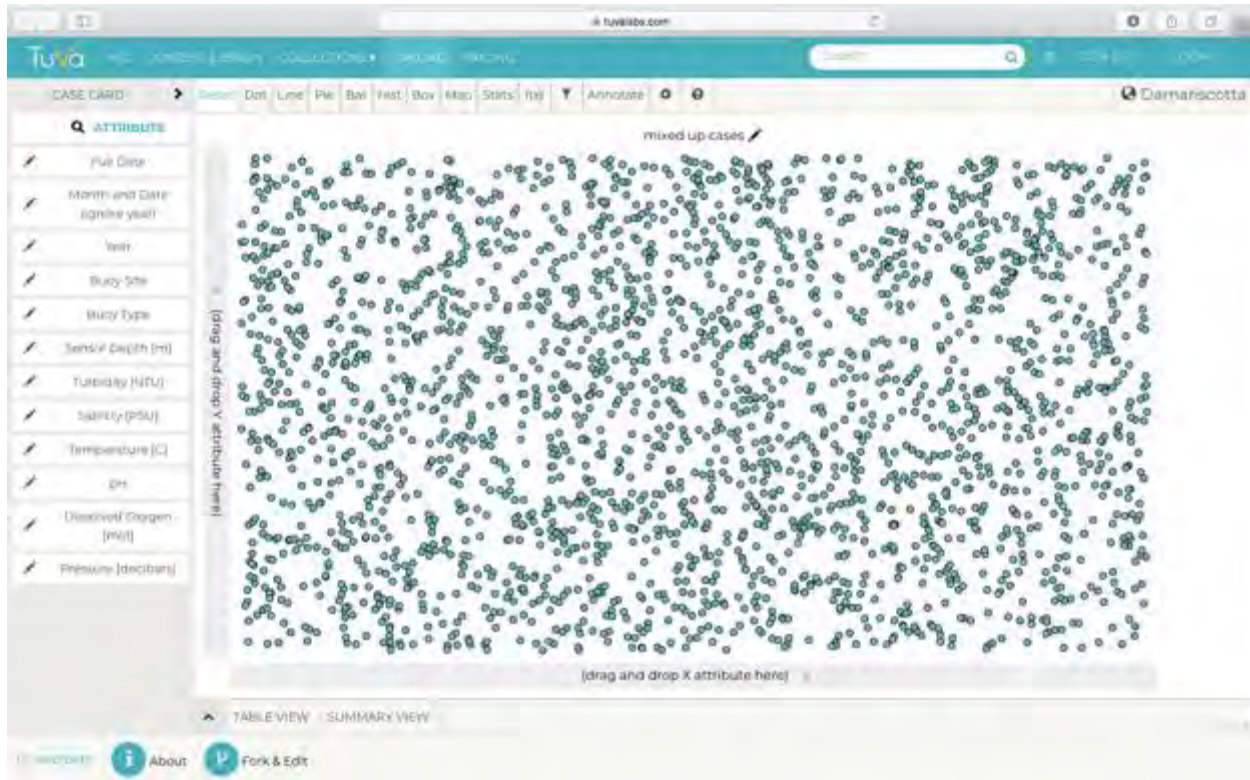 tuvalabs.com
TuVa
COLLECTIONS
Search
CASE CARD
Reset Dot Line Pie Bar Hist Box Map Stats f(x) Annotate
Damariscotta
ATTRIBUTE
mixed up cases
Full Date
Month and Date
(ignore year)
Year
Buoy Site
Buoy Type
Sensor Depth (m)
Turbidity (NTU)
Salinity (PSU)
Temperature (C)
pH
Dissolved Oxygen
Pressure (decibars)
(drag and drop Y attribute here)
(drag and drop X attribute here)
TABLE VIEW SUMMARY VIEW
i About
Fork & Edit